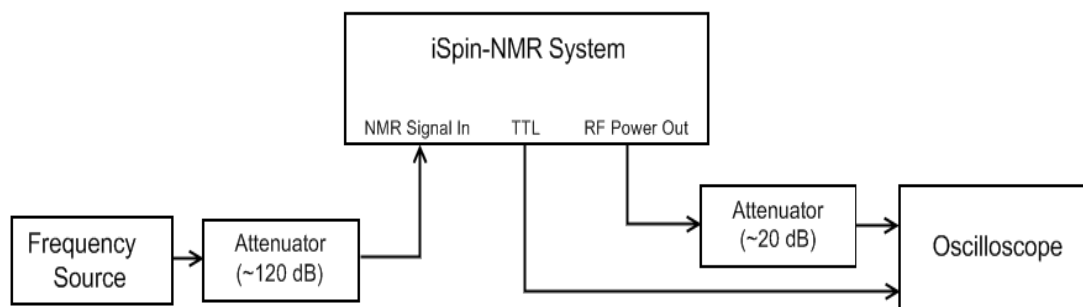 iSpin-NMR System
NMR Signal In TTL RF Power Out
Frequency
Source
Attenuator
(~120 dB)
Attenuator
(~20 dB)
Oscilloscope